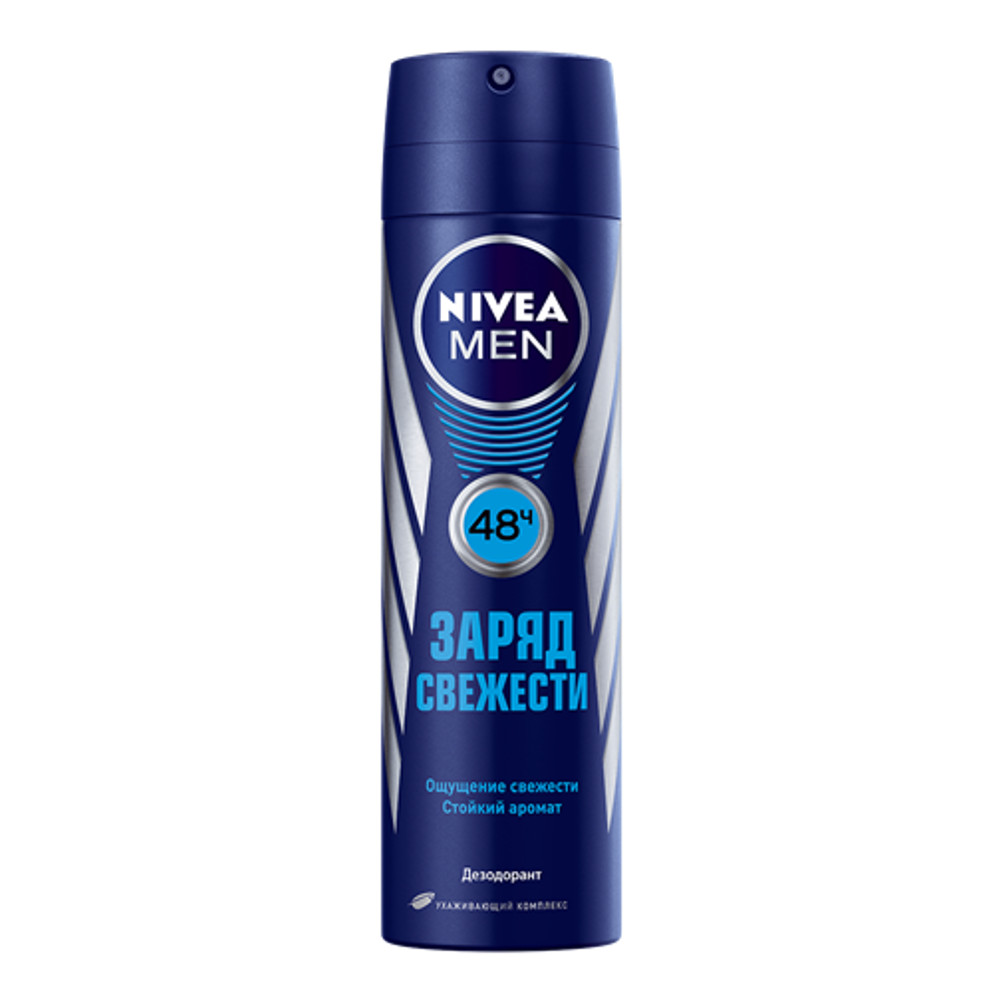 NIVEA
MEN
48ч
ЗАРЯД
СВЕЖЕСТИ
Ощущение свежести
Стойкий аромат
Дезодорант
УХАЖИВАЮЩИЙ КОМПЛЕКС